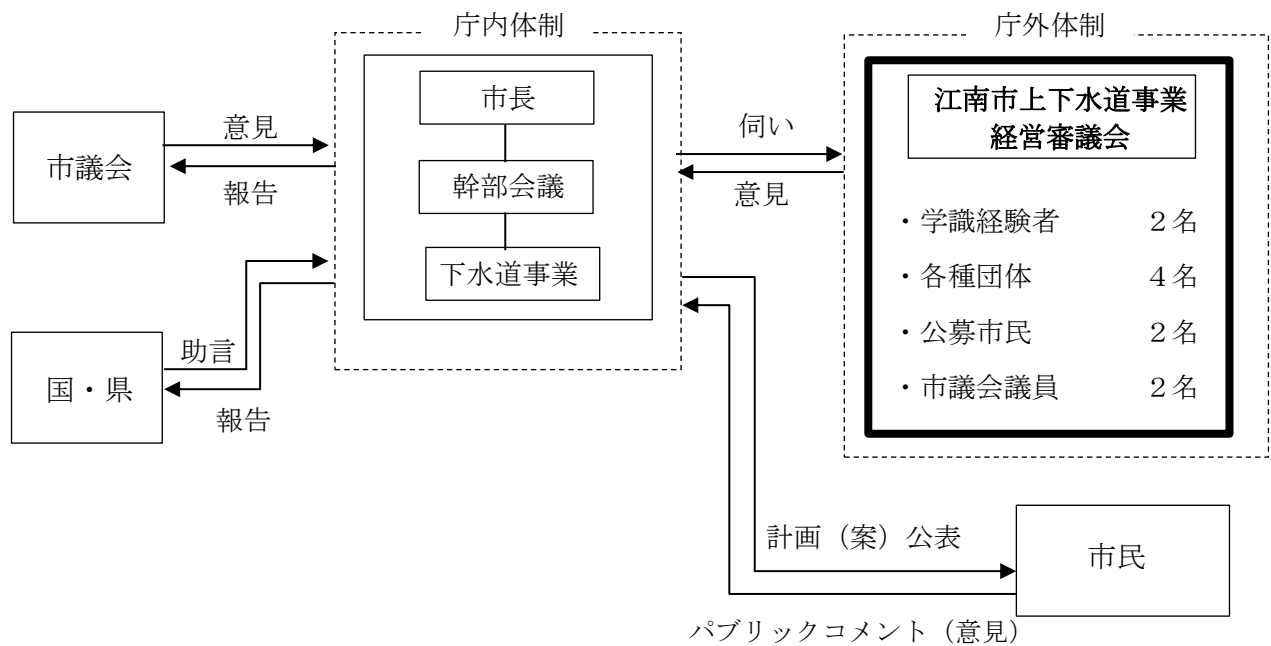 庁内体制
庁外体制
市長
幹部会議
下水道事業
市議会
意見
報告
国・県
助言
報告
伺い
意見
江南市上下水道事業
経営審議会
・学識経験者　２名
・各種団体　４名
・公募市民　２名
・市議会議員　２名
計画（案）公表
市民
パブリックコメント（意見）